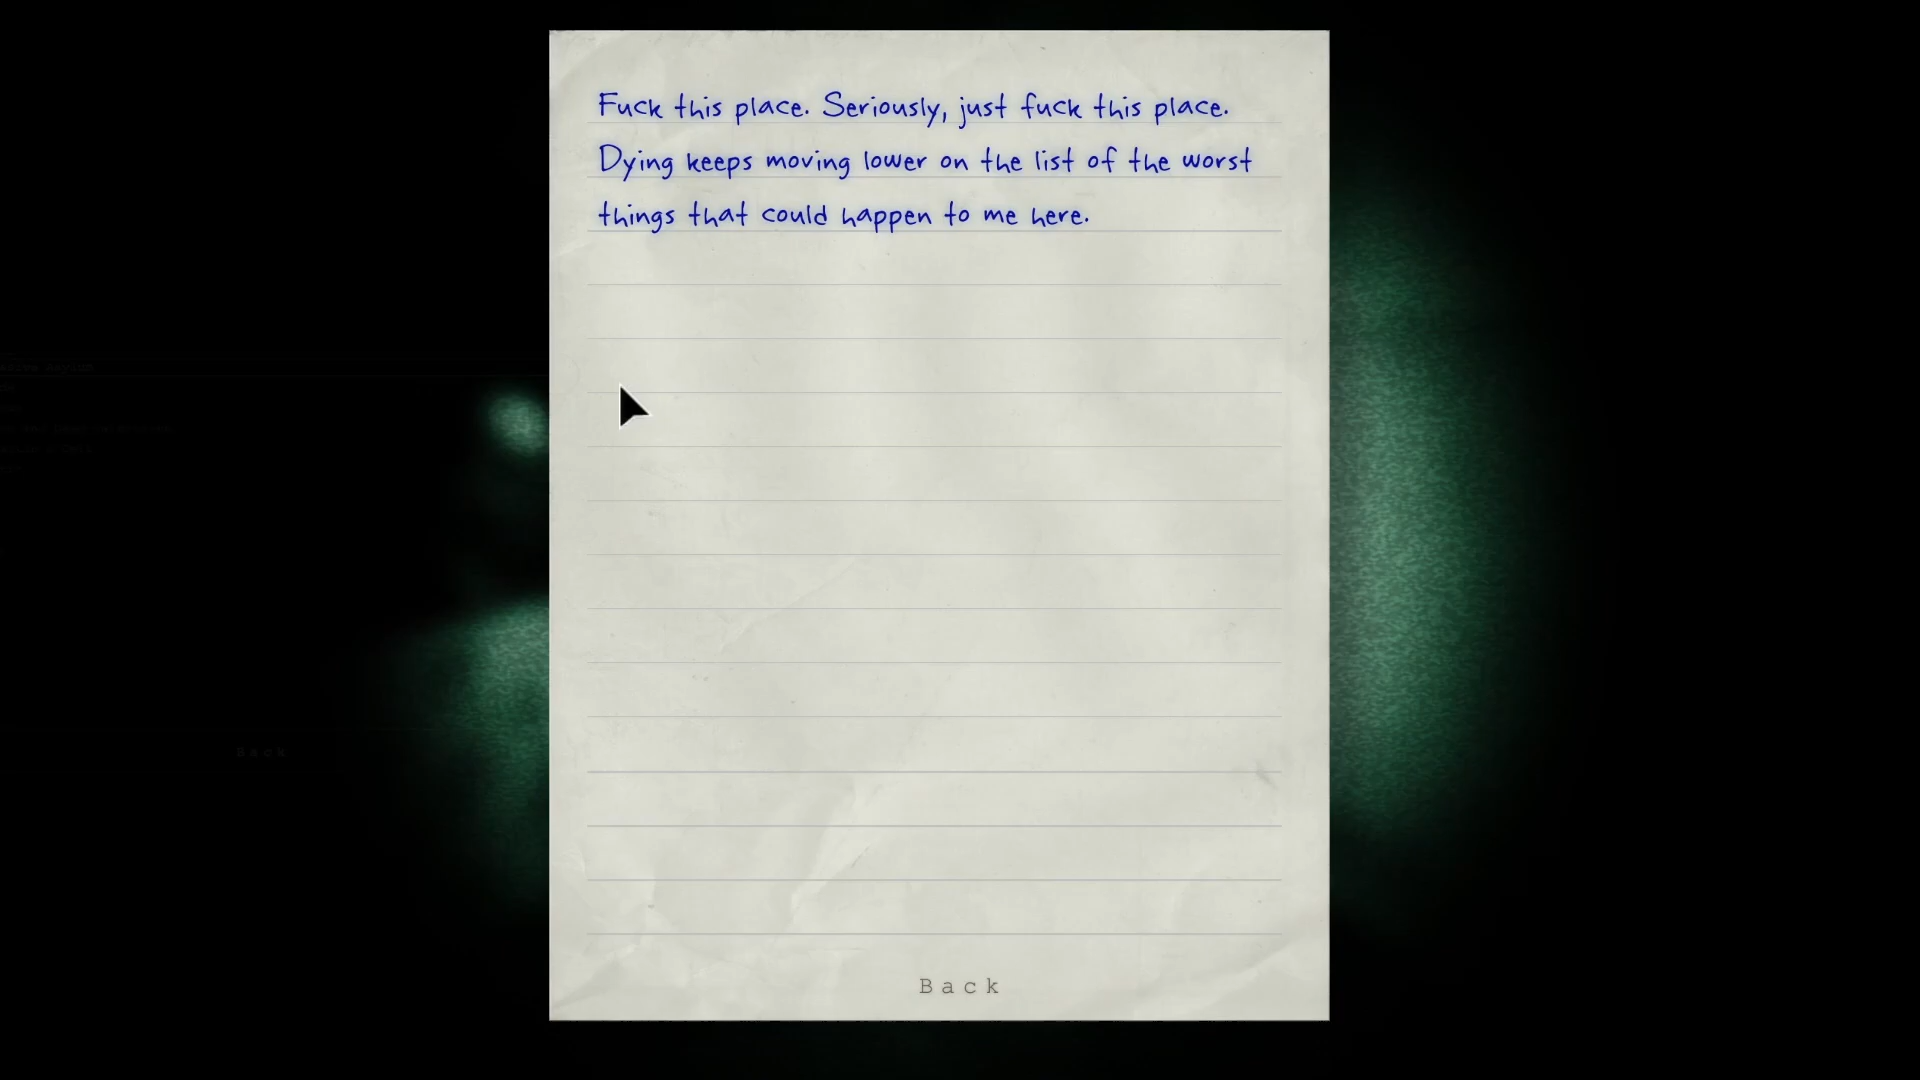 Fuck this place. Seriously, just fuck this place.
Dying keeps moving lower on the list of the worst
things that could happen to me here.
Back
Back